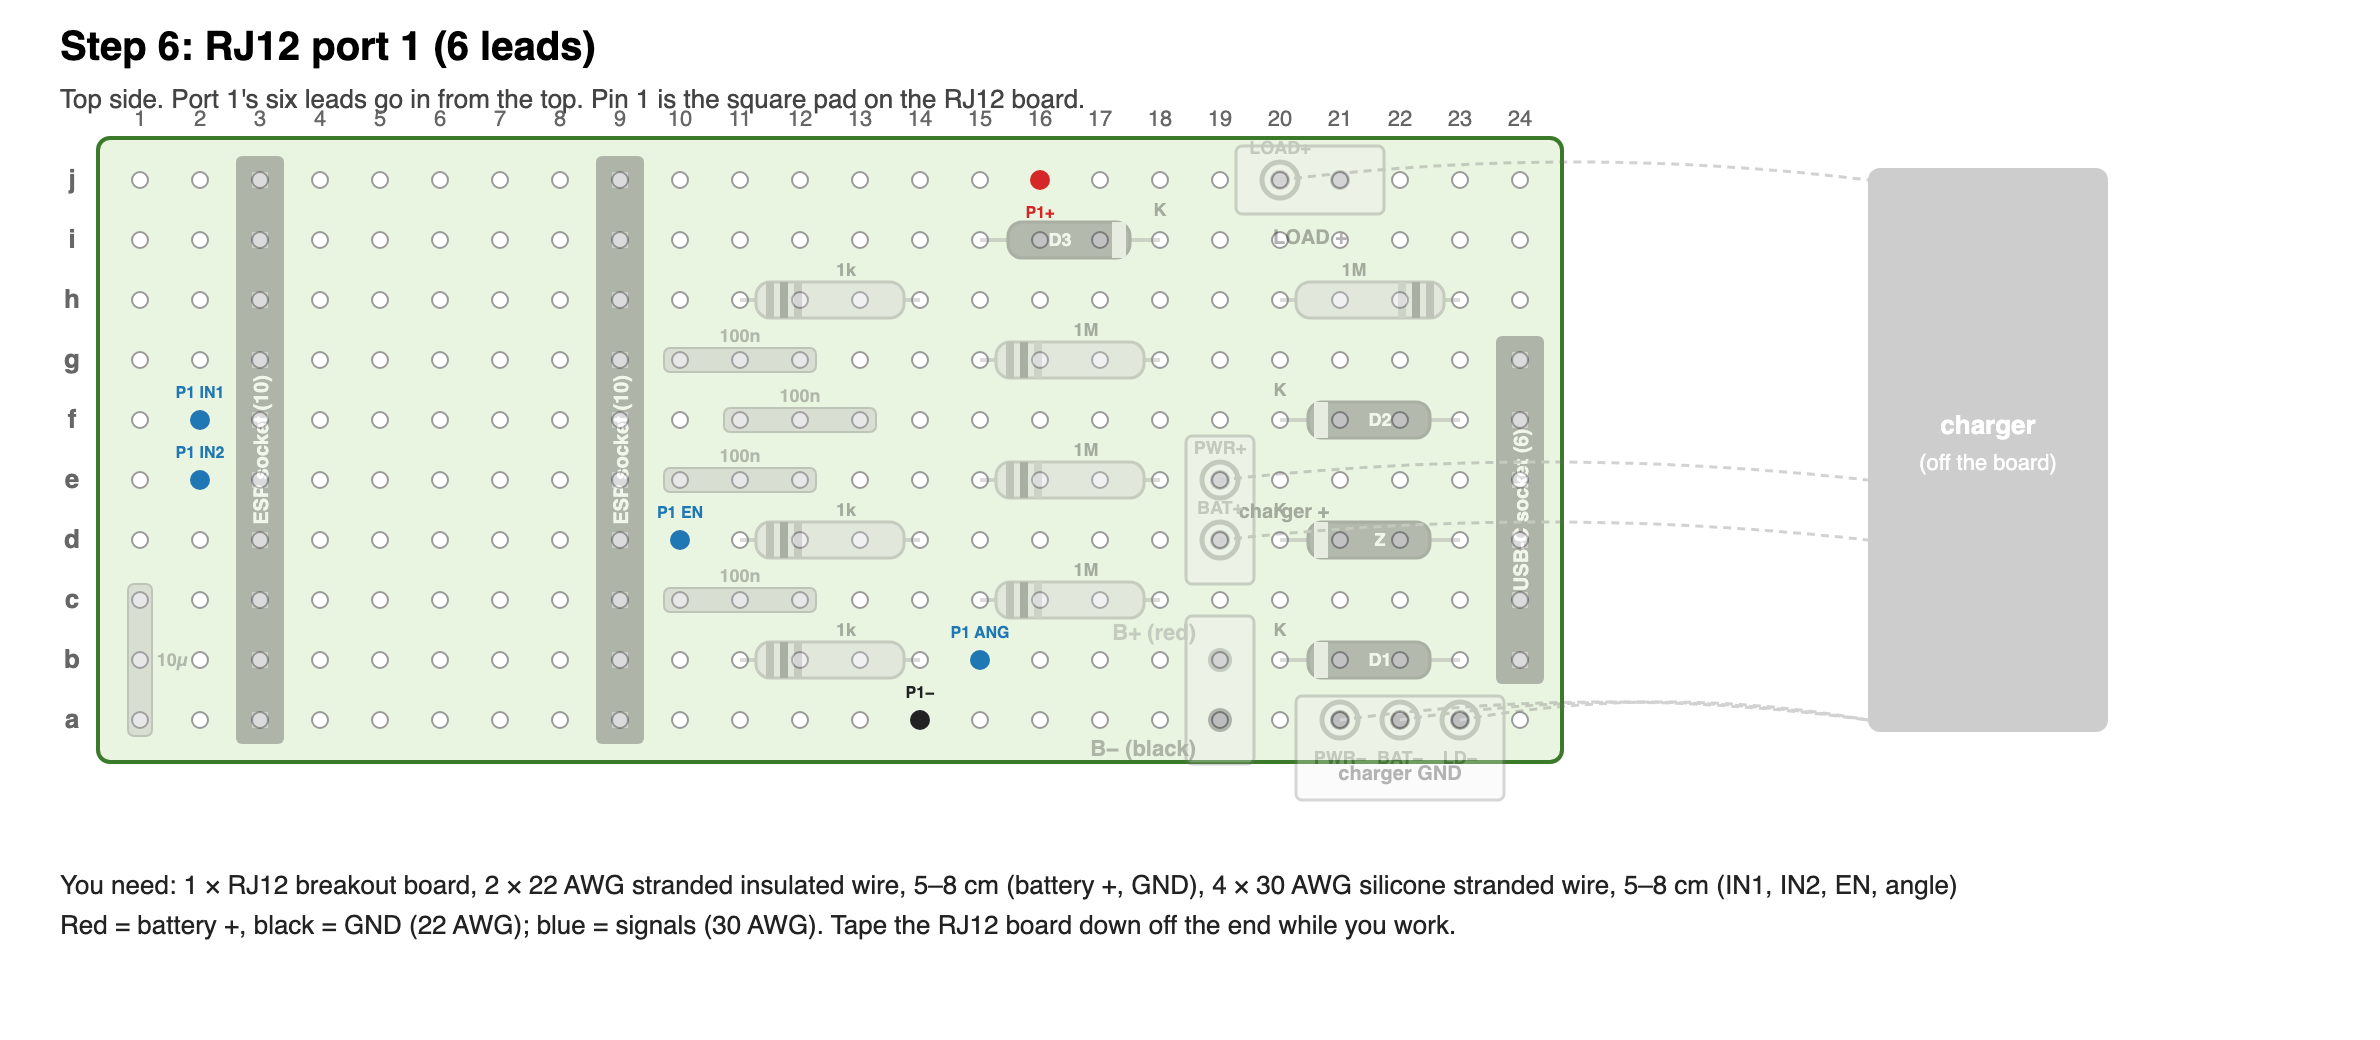 Step 6: RJ12 port 1 (6 leads)
Top side. Port 1's six leads go in from the top. Pin 1 is the square pad on the RJ12 board.
1 2 3 4 5 6 7 8 9 10 11 12 13 14 15 16 17 18 19 20 21 22 23 24
LOAD+
j
P1+ K
i D3 LOAD +
1k 1M
h
100n 1M
g
P1 IN1 100n K
f D2
P1 IN2 100n 1M PWR+
e
P1 EN 1k BAT+ charger + K
d Z
100n 1M
c
1k P1 ANG B+ (red) K
b 10µ D1
P1–
a
B– (black) PWR– BAT– LD–
charger GND
ESP socket (10)
ESP socket (10)
USB-C socket (6)
charger
(off the board)
You need: 1 × RJ12 breakout board, 2 × 22 AWG stranded insulated wire, 5–8 cm (battery +, GND), 4 × 30 AWG silicone stranded wire, 5–8 cm (IN1, IN2, EN, angle)
Red = battery +, black = GND (22 AWG); blue = signals (30 AWG). Tape the RJ12 board down off the end while you work.